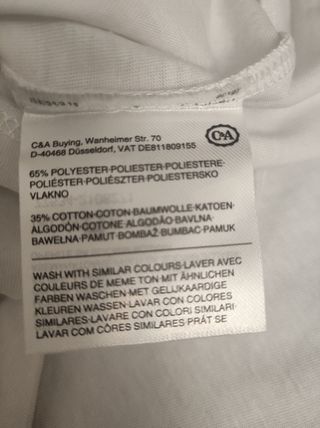 C&A Buying, Wanheimer Str. 70
D-40468 Düsseldorf, VAT DE811809155
C&A
65% POLYESTER·POLIESTER·POLIESTERE·
POLIÉSTER·POLIÉSZTER·POLIESTERSKO
VLAKNO
35% COTTON·COTON·BAUMWOLLE·KATOEN·
ALGODÓN·COTONE·ALGODÃO·BAVLNA·
BAWEŁNA·PAMUT·BOMBAŽ·BUMBAC·PAMUK
WASH WITH SIMILAR COLOURS·LAVER AVEC
COULEURS DE MEME TON·MIT ÄHNLICHEN
FARBEN WASCHEN·MET GELIJKAARDIGE
KLEUREN WASSEN·LAVAR CON COLORES
SIMILARES·LAVARE CON COLORI SIMILARI·
LAVAR COM CÔRES SIMILARES·PRÁT SE